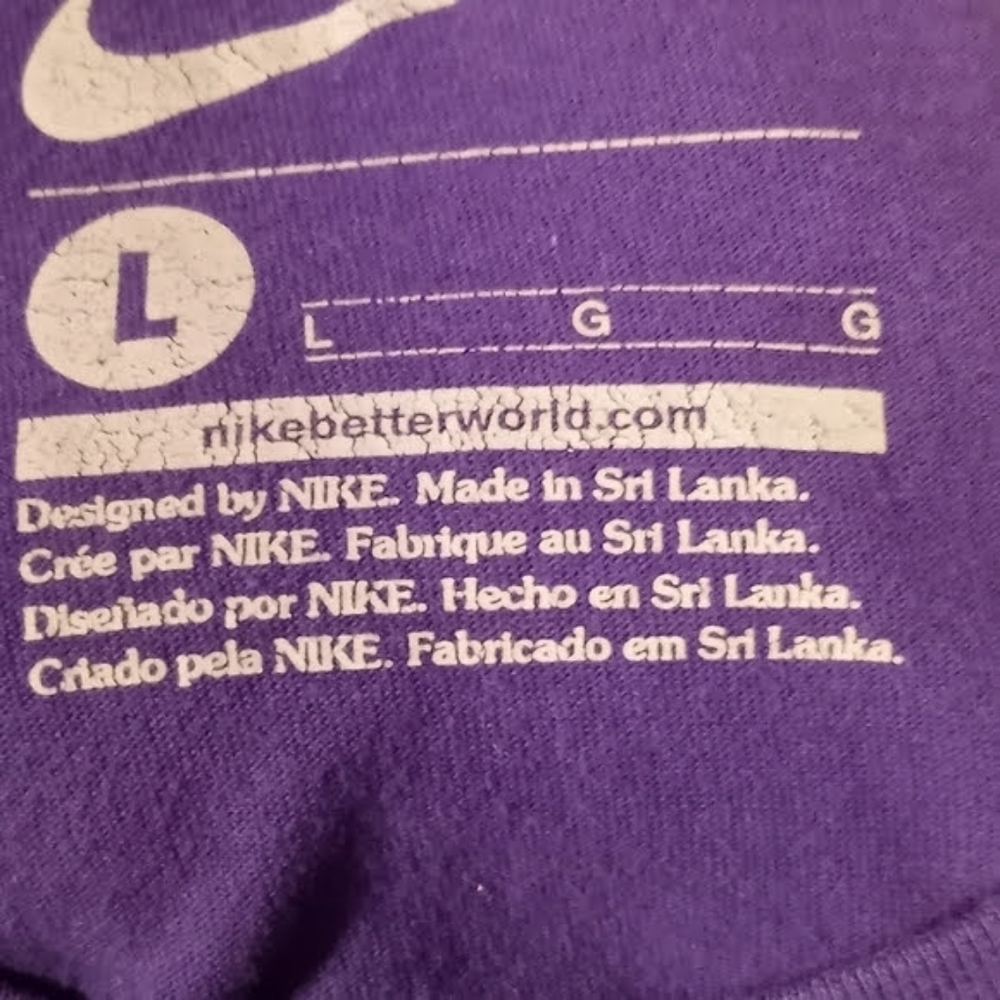 L
L G G
nikebetterworld.com
Designed by NIKE. Made in Sri Lanka.
Crée par NIKE. Fabrique au Sri Lanka.
Diseñado por NIKE. Hecho en Sri Lanka.
Criado pela NIKE. Fabricado em Sri Lanka.